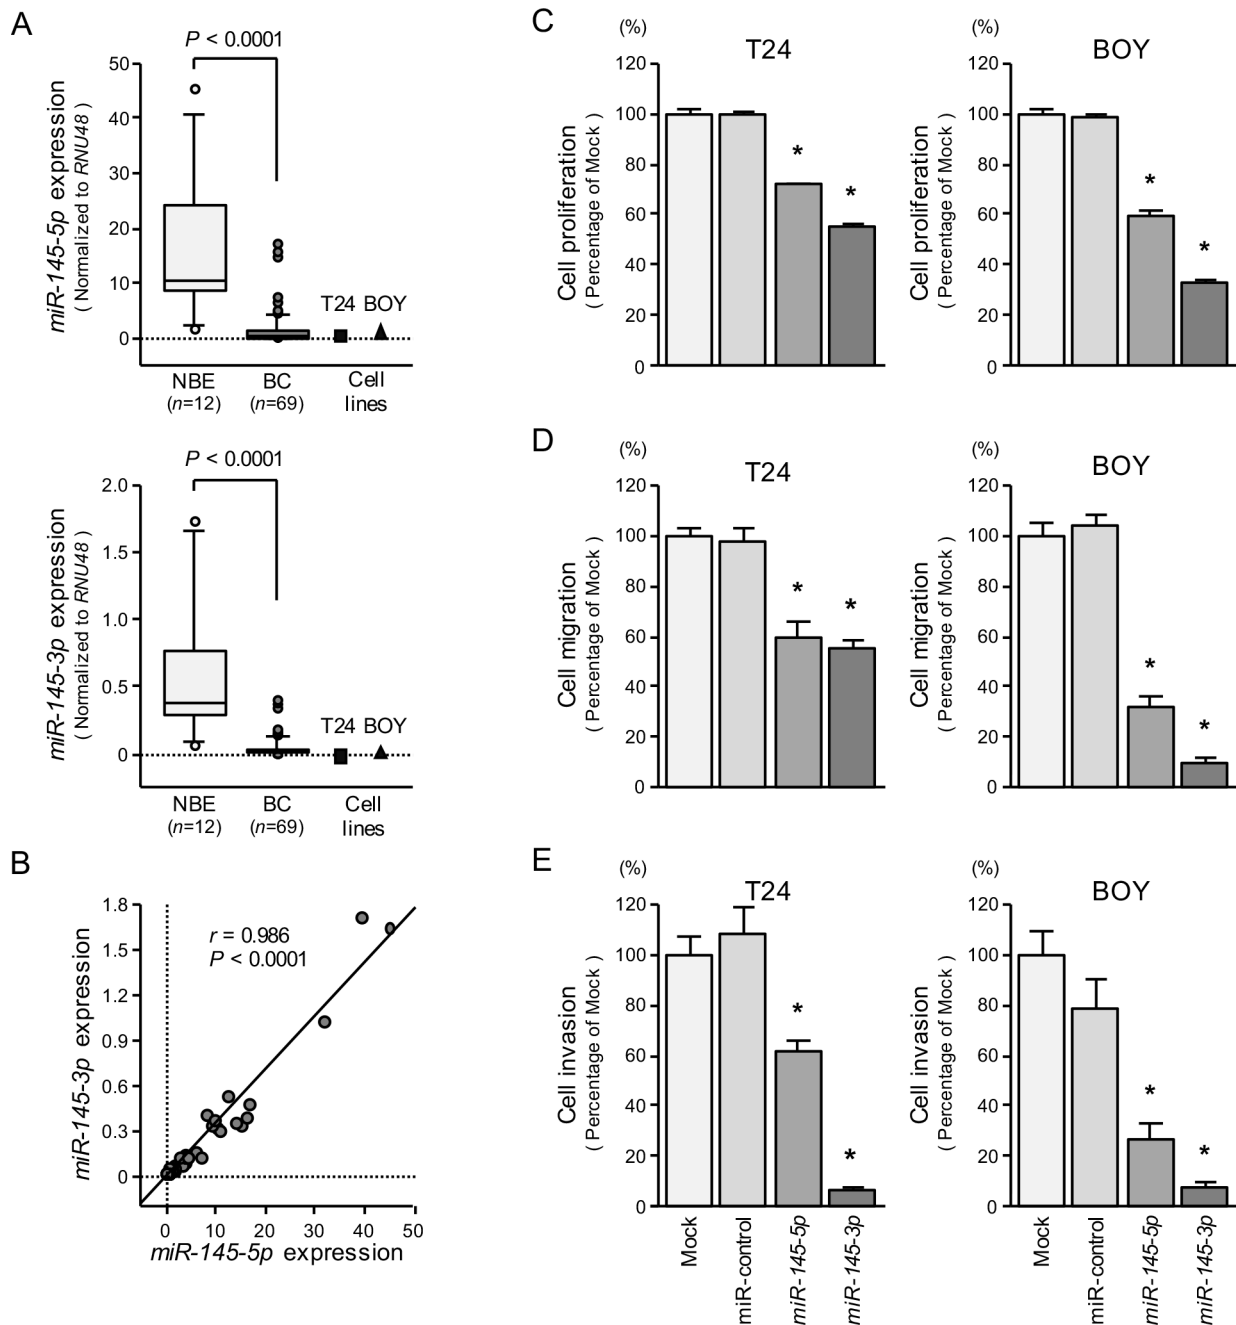 A
P < 0.0001
miR-145-5p expression
( Normalized to RNU48 )
50
40
30
20
10
0
T24 BOY
NBE
(n=12)
BC
(n=69)
Cell
lines
P < 0.0001
miR-145-3p expression
( Normalized to RNU48 )
2.0
1.5
1.0
0.5
0
T24 BOY
NBE
(n=12)
BC
(n=69)
Cell
lines
B
miR-145-3p expression
1.8
1.5
1.2
0.9
0.6
0.3
0
r = 0.986
P < 0.0001
0 10 20 30 40 50
miR-145-5p expression
C
(%)
T24
Cell proliferation
( Percentage of Mock )
120
100
80
60
40
20
0
*
*
(%)
BOY
Cell proliferation
( Percentage of Mock )
120
100
80
60
40
20
0
*
*
D
(%)
T24
Cell migration
( Percentage of Mock )
120
100
80
60
40
20
0
*
*
(%)
BOY
Cell migration
( Percentage of Mock )
120
100
80
60
40
20
0
*
*
E
(%)
T24
Cell invasion
( Percentage of Mock )
120
100
80
60
40
20
0
*
*
Mock
miR-control
miR-145-5p
miR-145-3p
(%)
BOY
Cell invasion
( Percentage of Mock )
120
100
80
60
40
20
0
*
*
Mock
miR-control
miR-145-5p
miR-145-3p